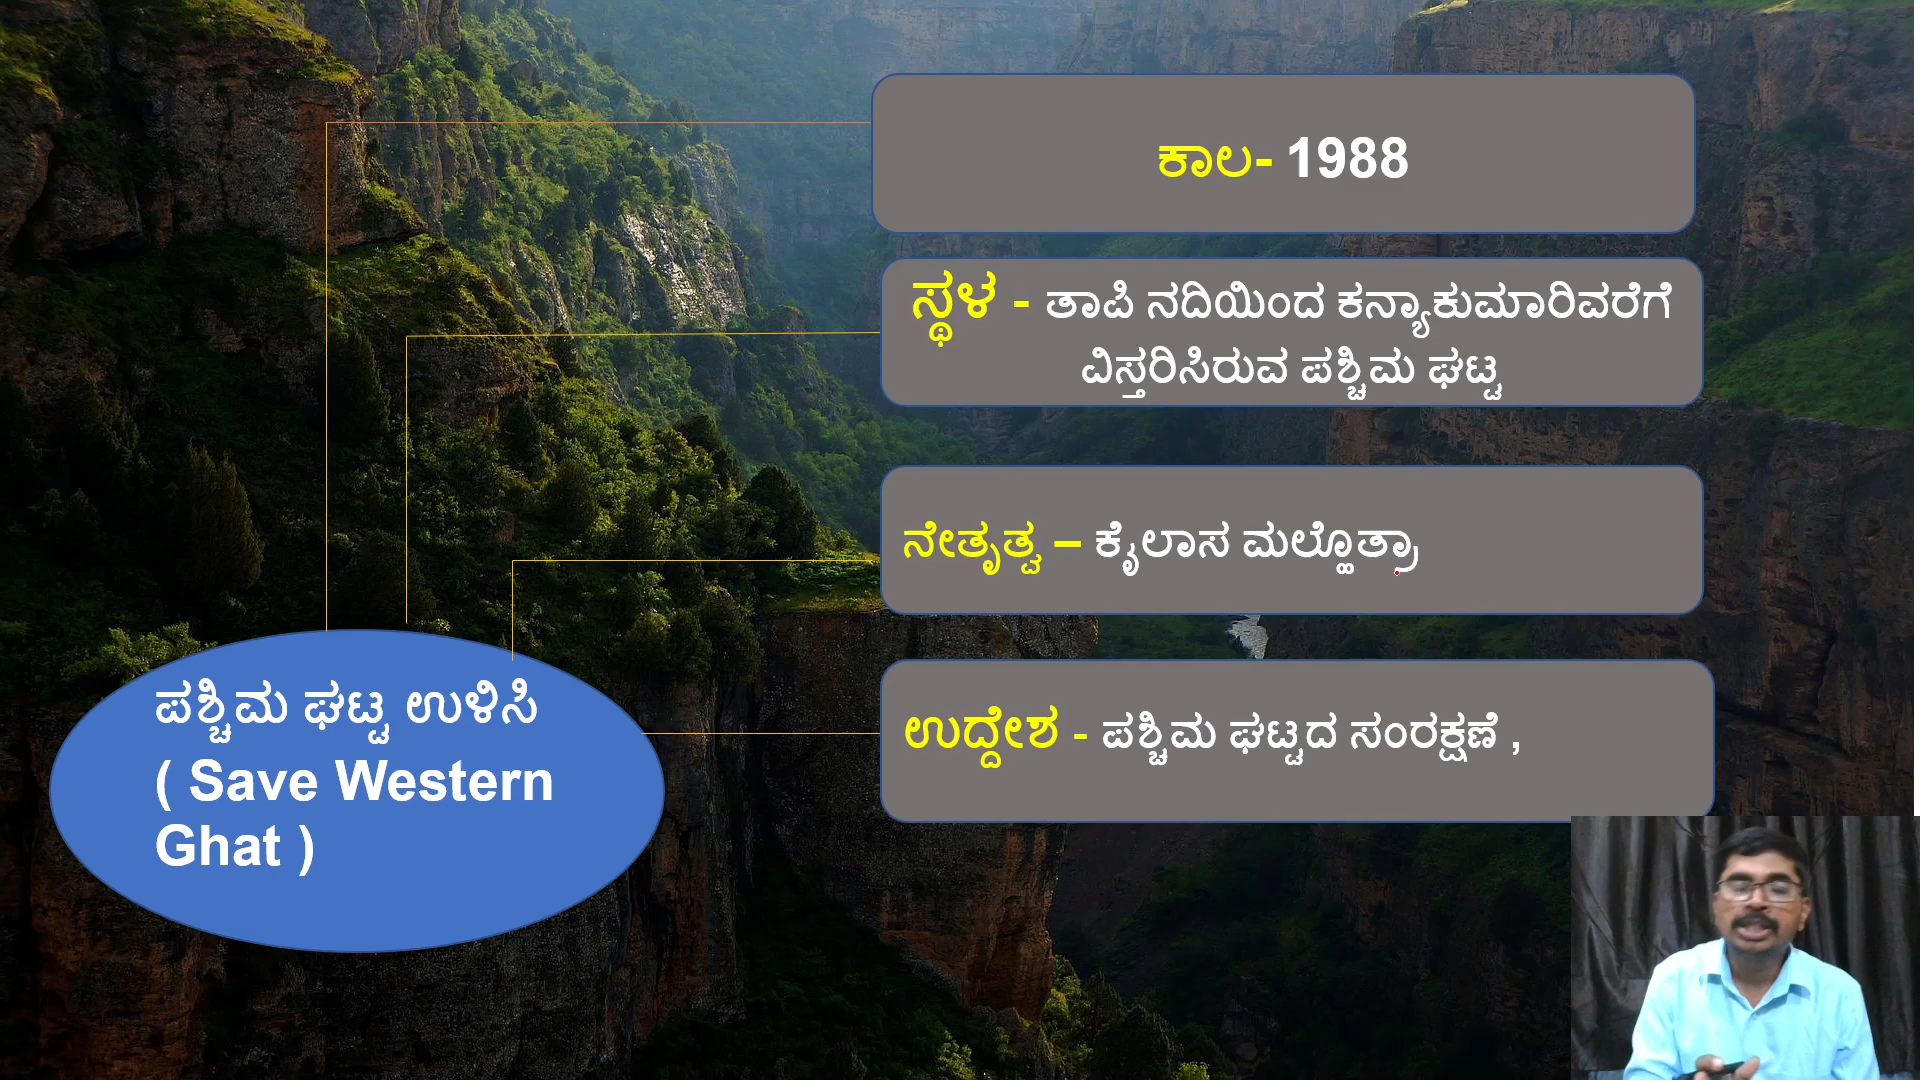 ಕಾಲ- 1988
ಸ್ಥಳ - ತಾಪಿ ನದಿಯಿಂದ ಕನ್ಯಾಕುಮಾರಿವರೆಗೆ
ವಿಸ್ತರಿಸಿರುವ ಪಶ್ಚಿಮ ಘಟ್ಟ
ನೇತೃತ್ವ – ಕೈಲಾಸ ಮಲ್ಹೊತ್ರಾ
ಉದ್ದೇಶ - ಪಶ್ಚಿಮ ಘಟ್ಟದ ಸಂರಕ್ಷಣೆ ,
ಪಶ್ಚಿಮ ಘಟ್ಟ ಉಳಿಸಿ
( Save Western
Ghat )